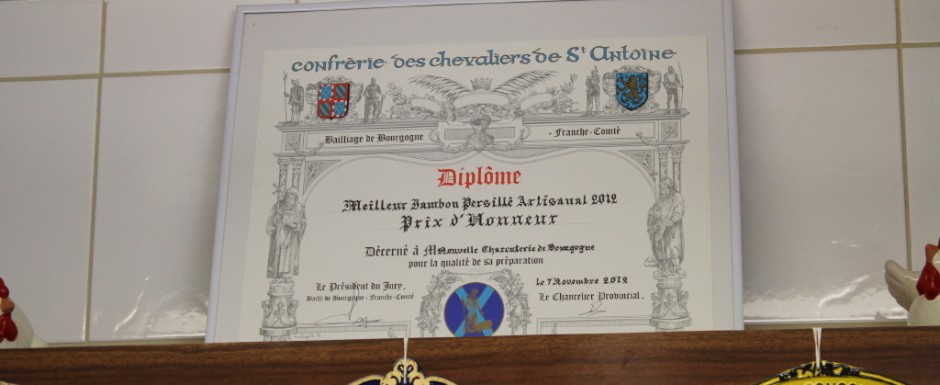 confrérie des chevaliers de St Antoine
Bailliage de Bourgogne - Franche-Comté
Diplôme
Meilleur Jambon Persillé Artisanal 2012
Prix d'Honneur
Décerné à M Nouvelle Charcuterie de Bourgogne
pour la qualité de sa préparation
Le Président du Jury,
Baille de Bourgogne - Franche-Comté
Le 7 Novembre 2012
Le Chancelier Provincial,